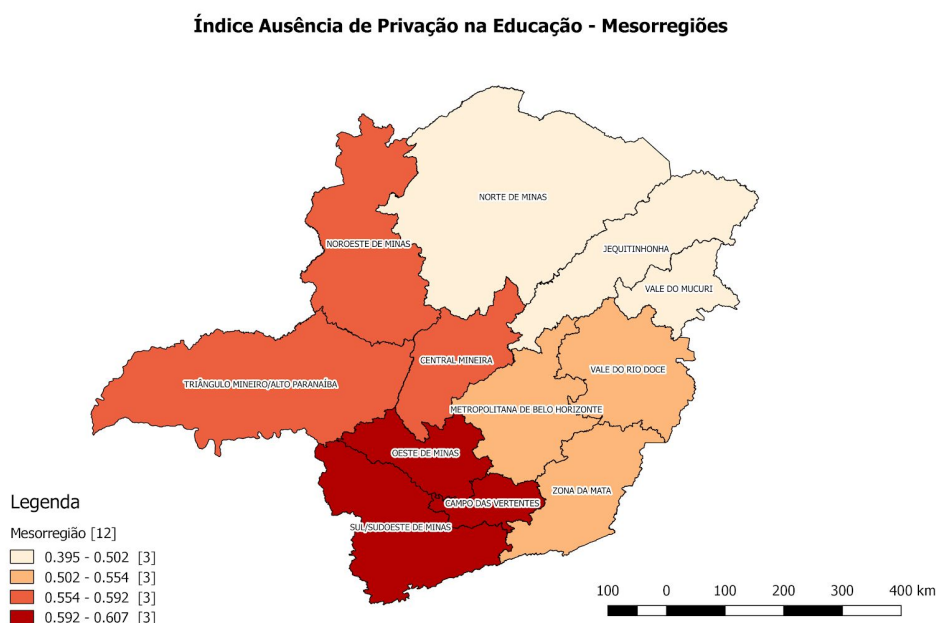 Índice Ausência de Privação na Educação - Mesorregiões
NORTE DE MINAS
NOROESTE DE MINAS
JEQUITINHONHA
VALE DO MUCURI
CENTRAL MINEIRA
VALE DO RIO DOCE
TRIÂNGULO MINEIRO/ALTO PARANAÍBA
METROPOLITANA DE BELO HORIZONTE
OESTE DE MINAS
ZONA DA MATA
CAMPO DAS VERTENTES
SUL/SUDOESTE DE MINAS
Legenda
Mesorregião [12]
0.395 - 0.502 [3]
0.502 - 0.554 [3]
0.554 - 0.592 [3]
0.592 - 0.607 [3]
100 0 100 200 300 400 km